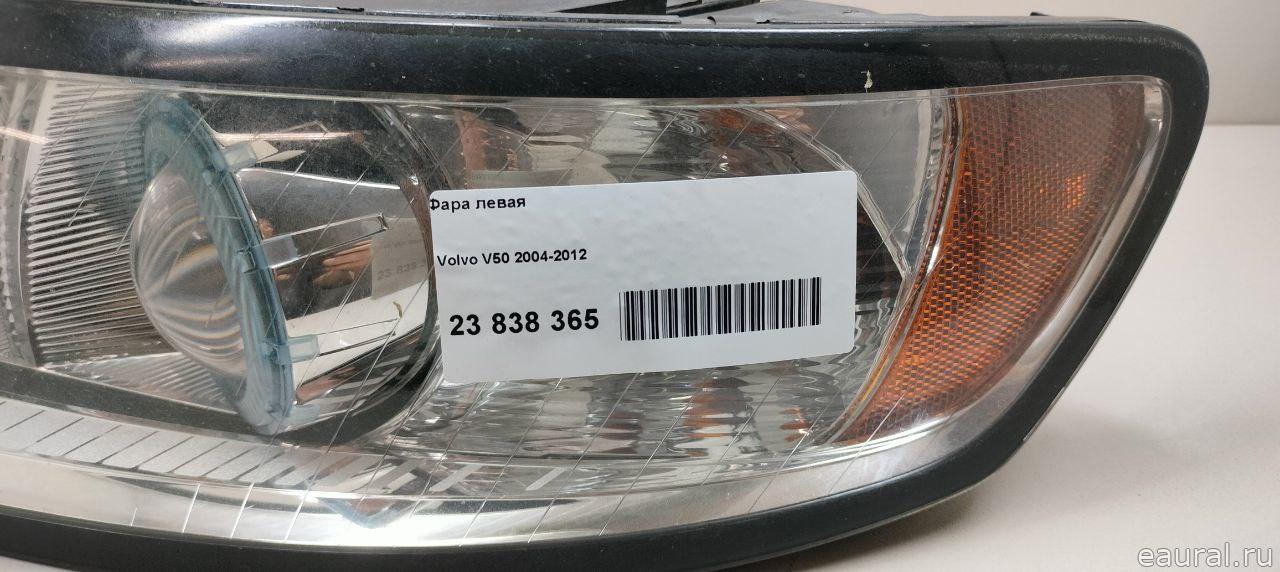 Фара левая
Volvo V50 2004-2012
23 838 365
eaural.ru